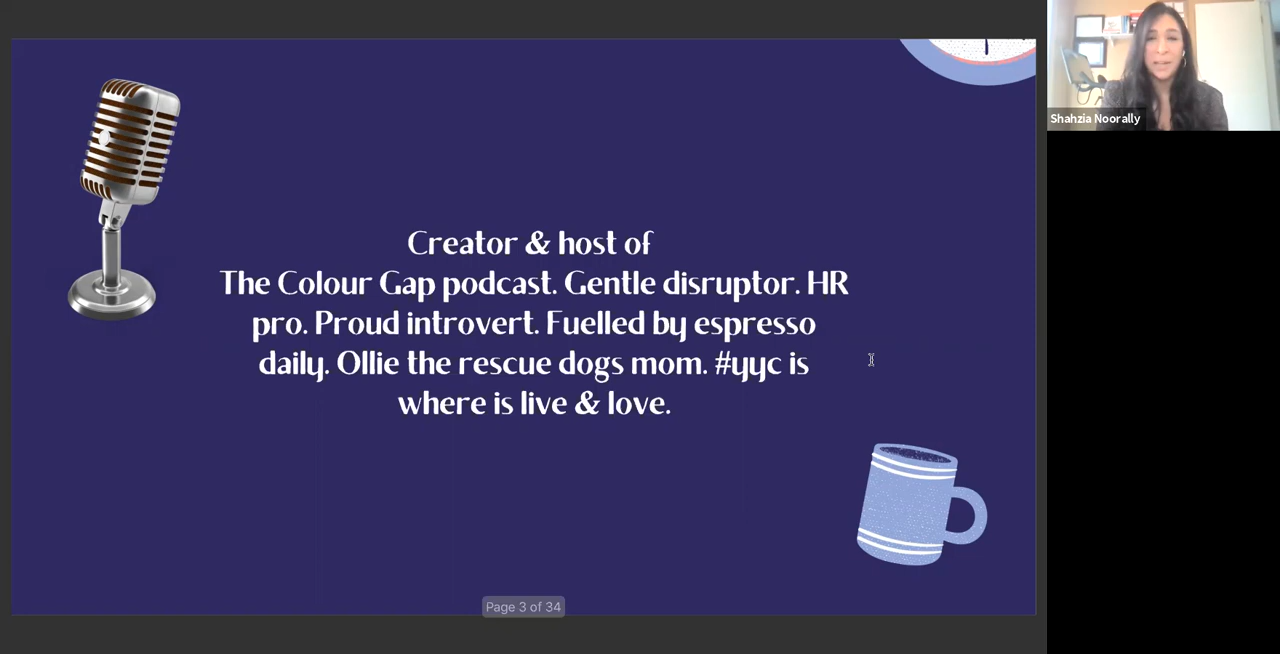 Shahzia Noorally
Creator & host of
The Colour Gap podcast. Gentle disruptor. HR
pro. Proud introvert. Fuelled by espresso
daily. Ollie the rescue dogs mom. #yyc is
where is live & love.
Page 3 of 34